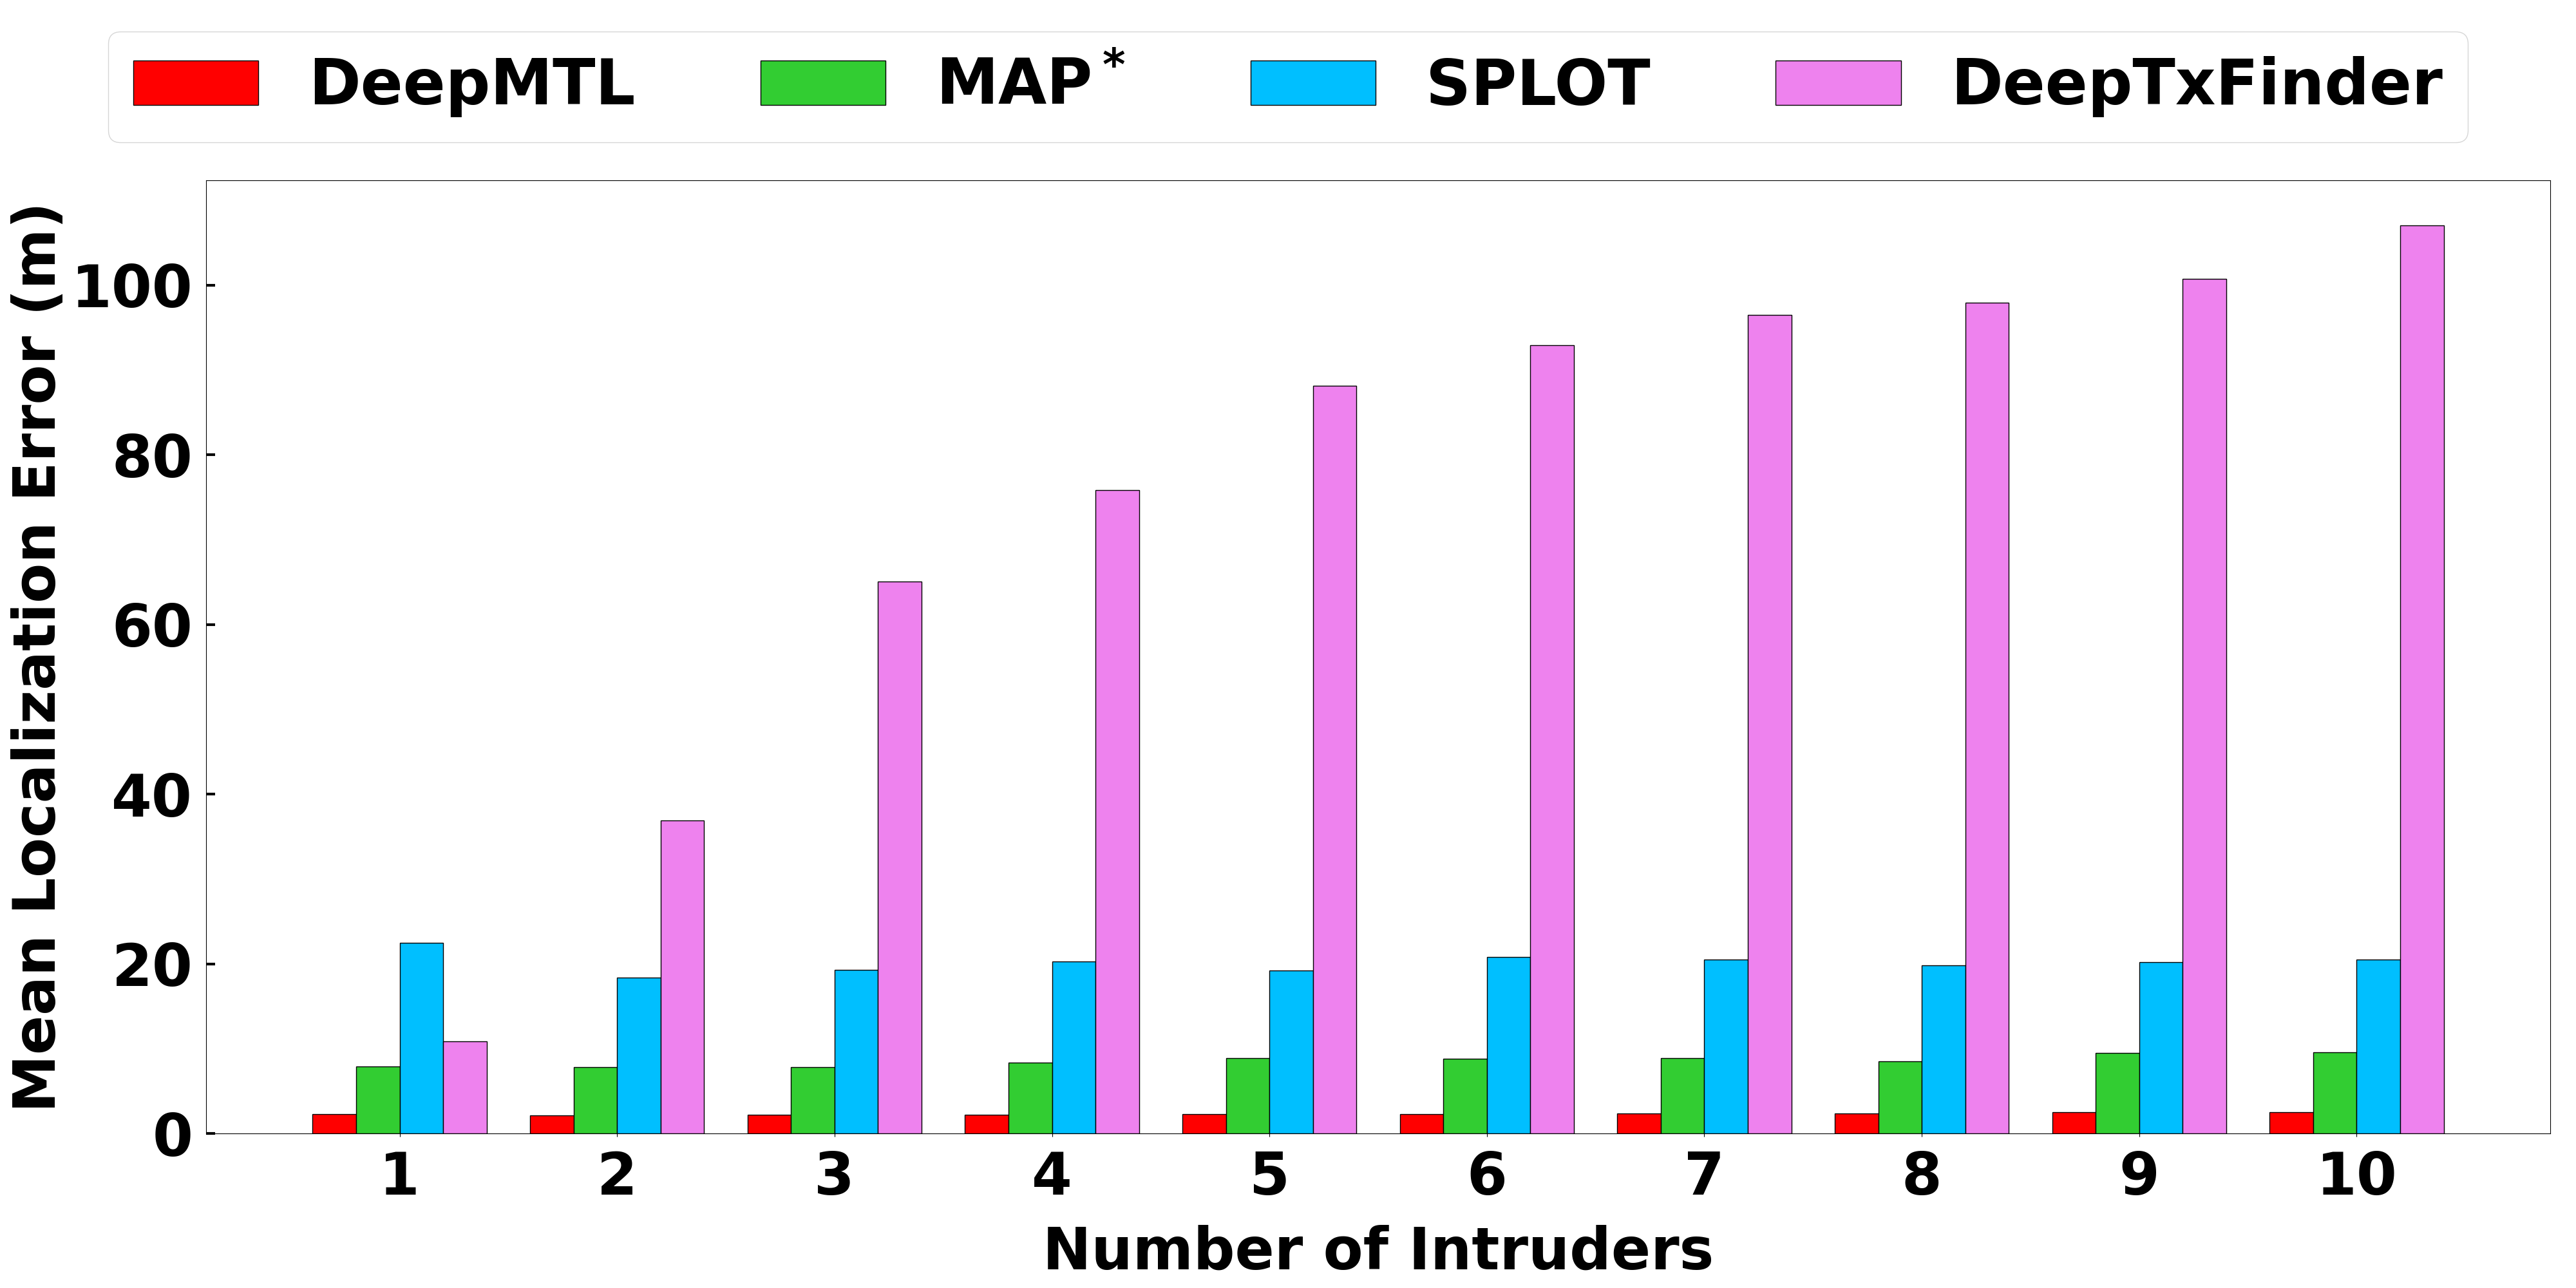 DeepMTL MAP* SPLOT DeepTxFinder
Mean Localization Error (m)
100
80
60
40
20
0
1 2 3 4 5 6 7 8 9 10
Number of Intruders